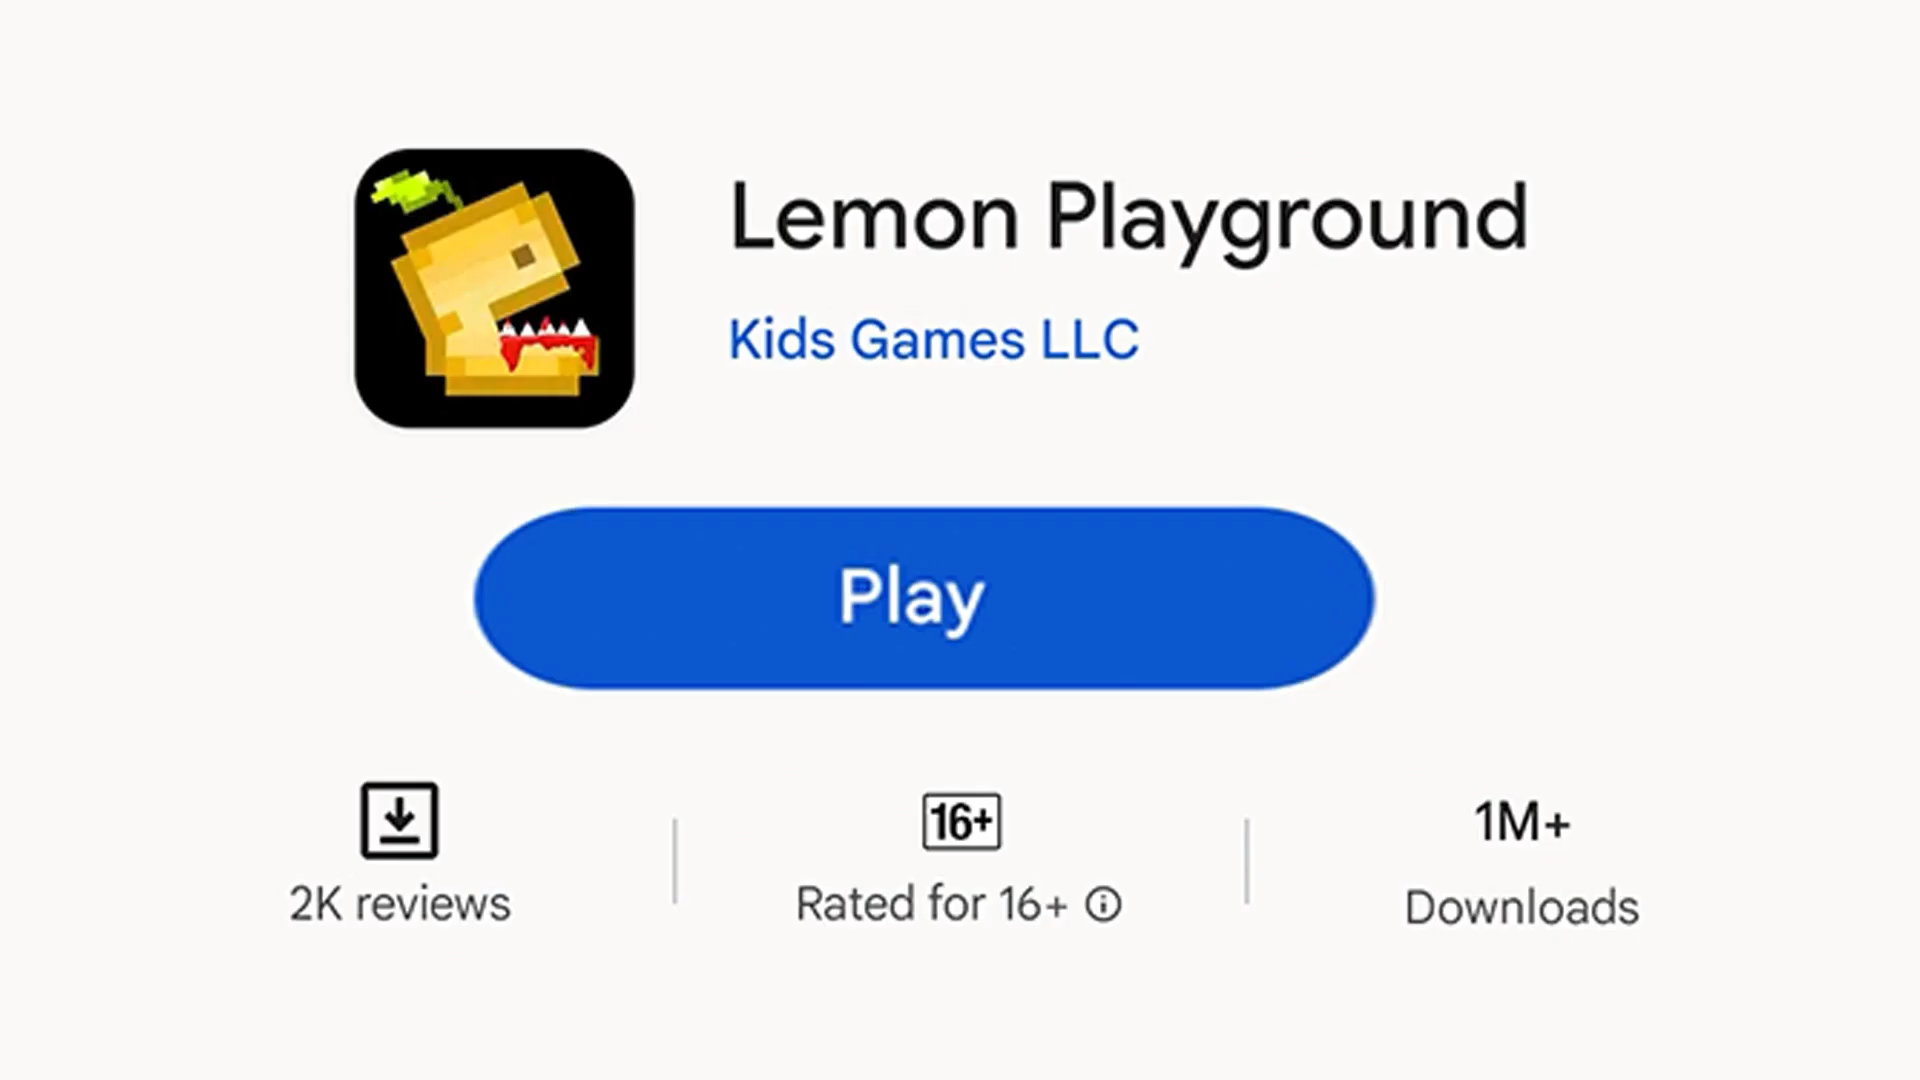 Lemon Playground
Kids Games LLC
Play
16+
1M+
2K reviews
Rated for 16+
Downloads